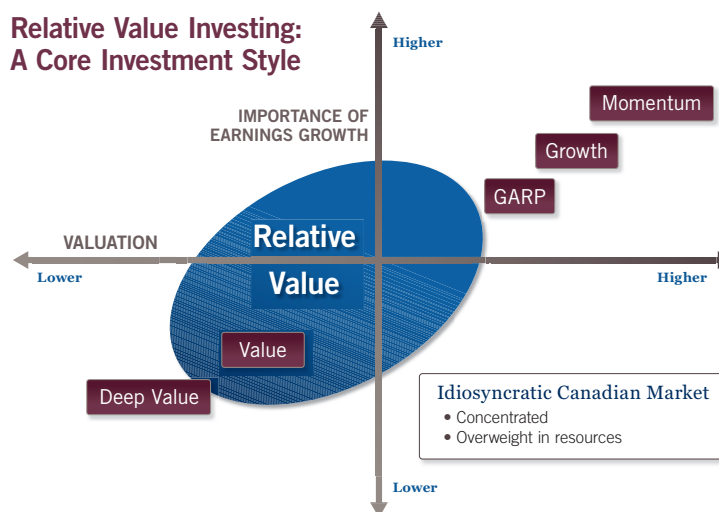 Relative Value Investing:
A Core Investment Style
Higher
IMPORTANCE OF
EARNINGS GROWTH
Momentum
Growth
GARP
VALUATION
Relative
Value
Lower
Higher
Value
Deep Value
Idiosyncratic Canadian Market
• Concentrated
• Overweight in resources
Lower